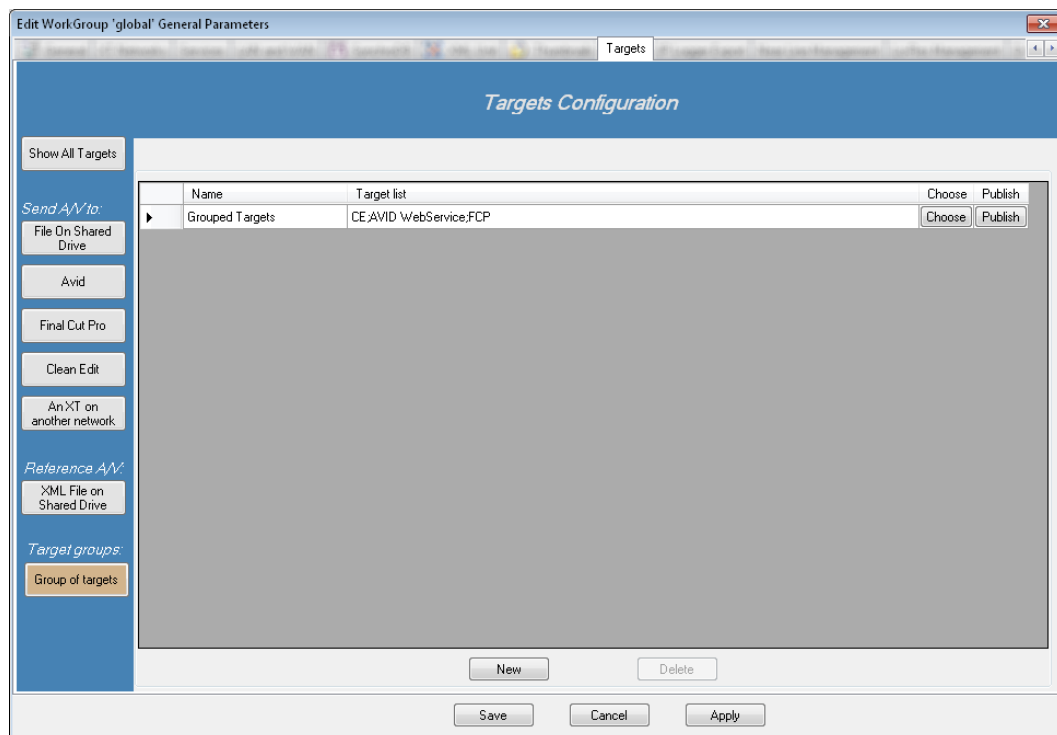 Edit WorkGroup 'global' General Parameters
Targets
Targets Configuration
Show All Targets
Send A/V to:
File On Shared
Drive
Avid
Final Cut Pro
Clean Edit
An XT on
another network
Reference A/V:
XML File on
Shared Drive
Target groups:
Group of targets
Name Target list Choose Publish
Grouped Targets CE;AVID WebService;FCP Choose Publish
New Delete
Save Cancel Apply